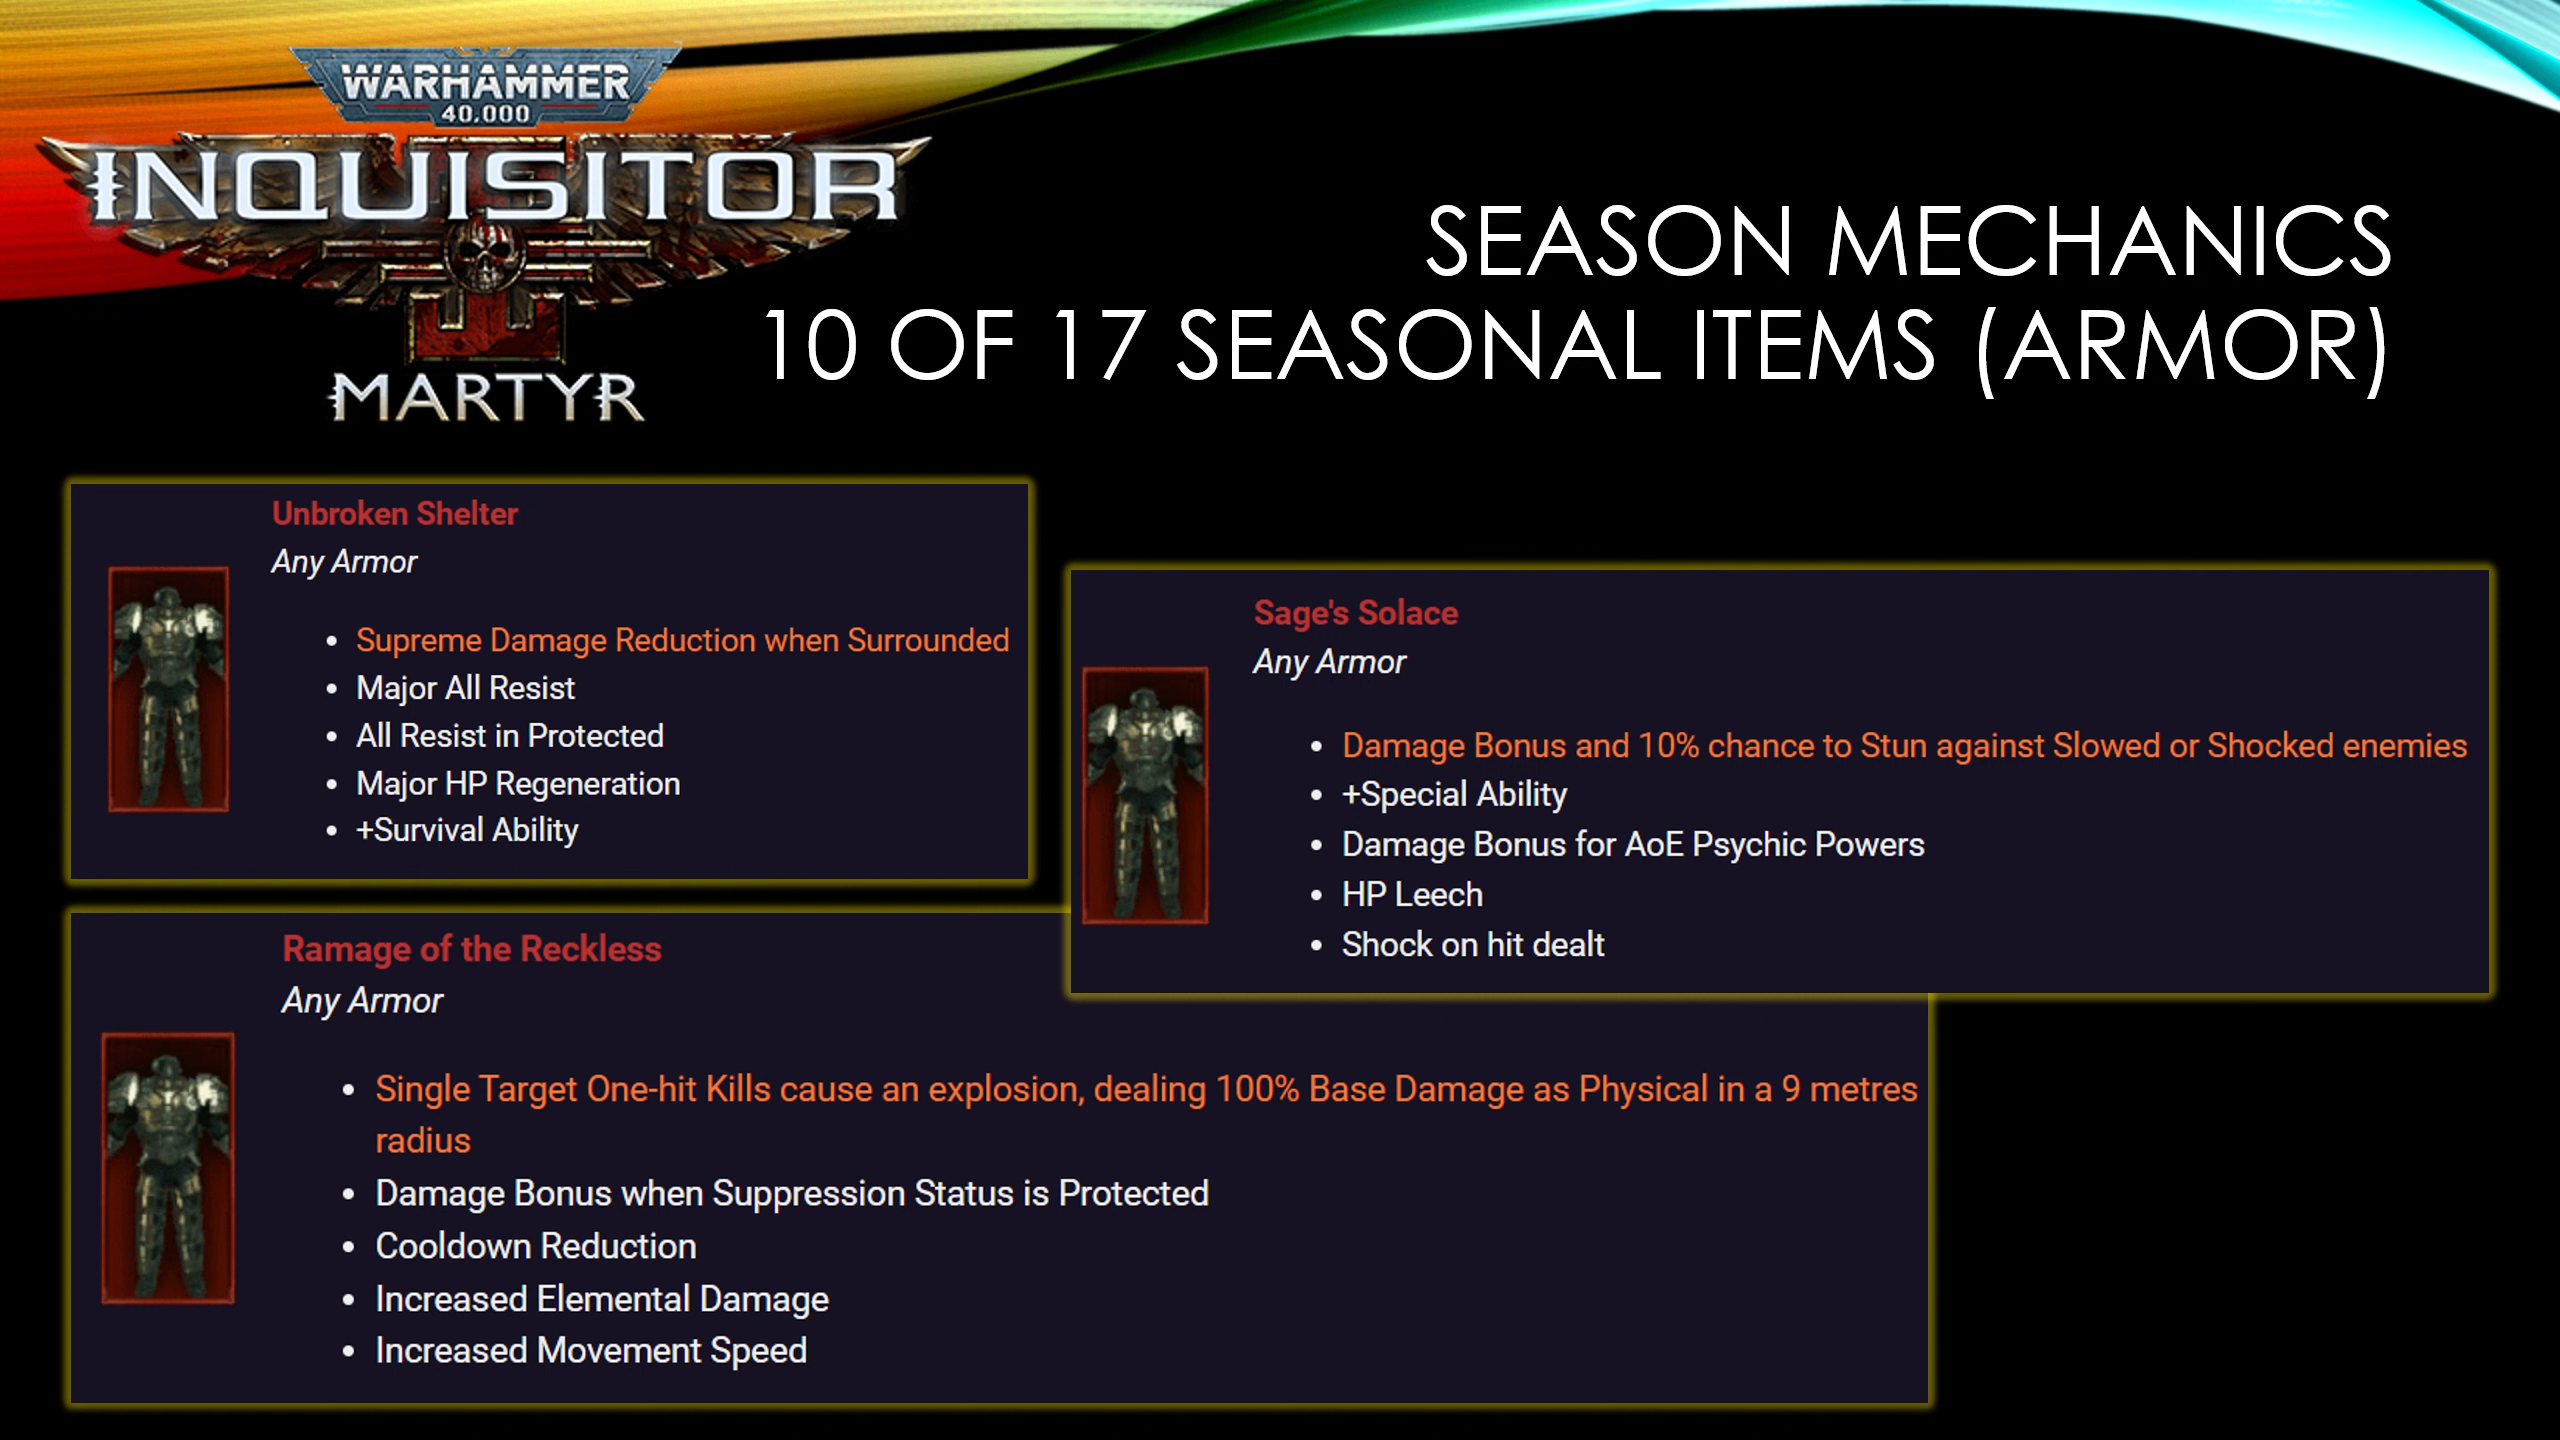 WARHAMMER
40,000
INQUISITOR
MARTYR
SEASON MECHANICS
10 OF 17 SEASONAL ITEMS (ARMOR)
Unbroken Shelter
Any Armor
• Supreme Damage Reduction when Surrounded
• Major All Resist
• All Resist in Protected
• Major HP Regeneration
• +Survival Ability
Sage's Solace
Any Armor
• Damage Bonus and 10% chance to Stun against Slowed or Shocked enemies
• +Special Ability
• Damage Bonus for AoE Psychic Powers
• HP Leech
• Shock on hit dealt
Ramage of the Reckless
Any Armor
• Single Target One-hit Kills cause an explosion, dealing 100% Base Damage as Physical in a 9 metres
radius
• Damage Bonus when Suppression Status is Protected
• Cooldown Reduction
• Increased Elemental Damage
• Increased Movement Speed